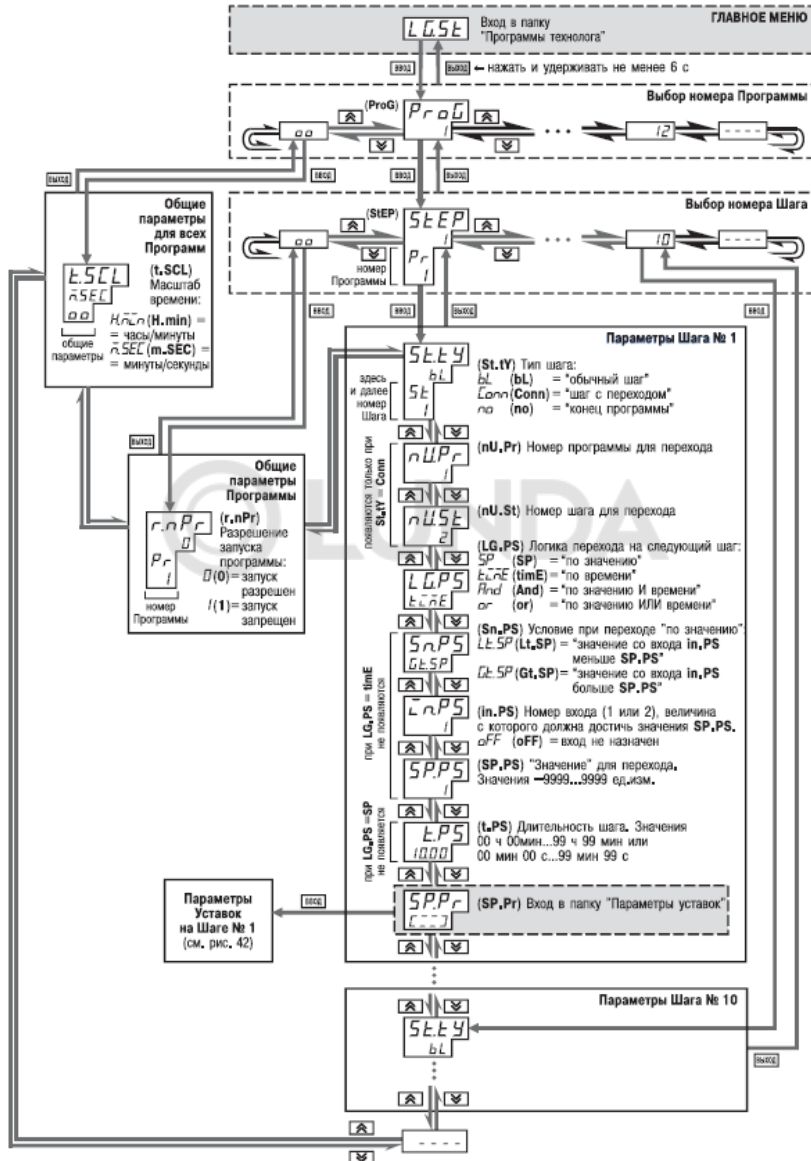 ГЛАВНОЕ МЕНЮ
LG.St
Вход в папку
"Программы технолога"
ввод
выход
← нажать и удерживать не менее 6 с
Выбор номера Программы
(ProG)
ProG
1
oo
...
12
----
выход
ввод
ввод
выход
Выбор номера Шага
(StEP)
StEP
1
Pr
1
номер
Программы
oo
...
10
----
ввод
ввод
выход
ввод
Общие
параметры
для всех
Программ
t.SCL
m.SEC
oo
общие
параметры
(t.SCL)
Масштаб
времени:
H.min (H.min) =
= часы/минуты
m.SEC (m.SEC) =
= минуты/секунды
выход
Общие
параметры
Программы
r.nPr
0
Pr
1
номер
Программы
(r.nPr)
Разрешение
запуска
программы:
0 (0) = запуск
разрешен
1 (1) = запуск
запрещен
Параметры Шага № 1
St.tY
bL
St
1
здесь
и далее
номер
Шага
(St.tY) Тип шага:
bL (bL) = "обычный шаг"
Conn (Conn) = "шаг с переходом"
no (no) = "конец программы"
появляются только при
St.tY = Conn
nU.Pr
1
(nU.Pr) Номер программы для перехода
nU.St
2
(nU.St) Номер шага для перехода
LG.PS
timE
(LG.PS) Логика перехода на следующий шаг:
SP (SP) = "по значению"
timE (timE) = "по времени"
And (And) = "по значению И времени"
or (or) = "по значению ИЛИ времени"
при LG.PS = timE
не появляются
Sn.PS
Gt.SP
(Sn.PS) Условие при переходе "по значению":
Lt.SP (Lt.SP) = "значение со входа in.PS
меньше SP.PS"
Gt.SP (Gt.SP) = "значение со входа in.PS
больше SP.PS"
in.PS
1
(in.PS) Номер входа (1 или 2), величина
с которого должна достичь значения SP.PS.
oFF (oFF) = вход не назначен
SP.PS
1
(SP.PS) "Значение" для перехода.
Значения –9999...9999 ед.изм.
при LG.PS =SP
не появляется
t.PS
10.00
(t.PS) Длительность шага. Значения
00 ч 00мин...99 ч 99 мин или
00 мин 00 с...99 мин 99 с
SP.Pr
[---]
(SP.Pr) Вход в папку "Параметры уставок"
ввод
Параметры
Уставок
на Шаге № 1
(см. рис. 42)
Параметры Шага № 10
St.tY
bL
выход
----
LUNDA